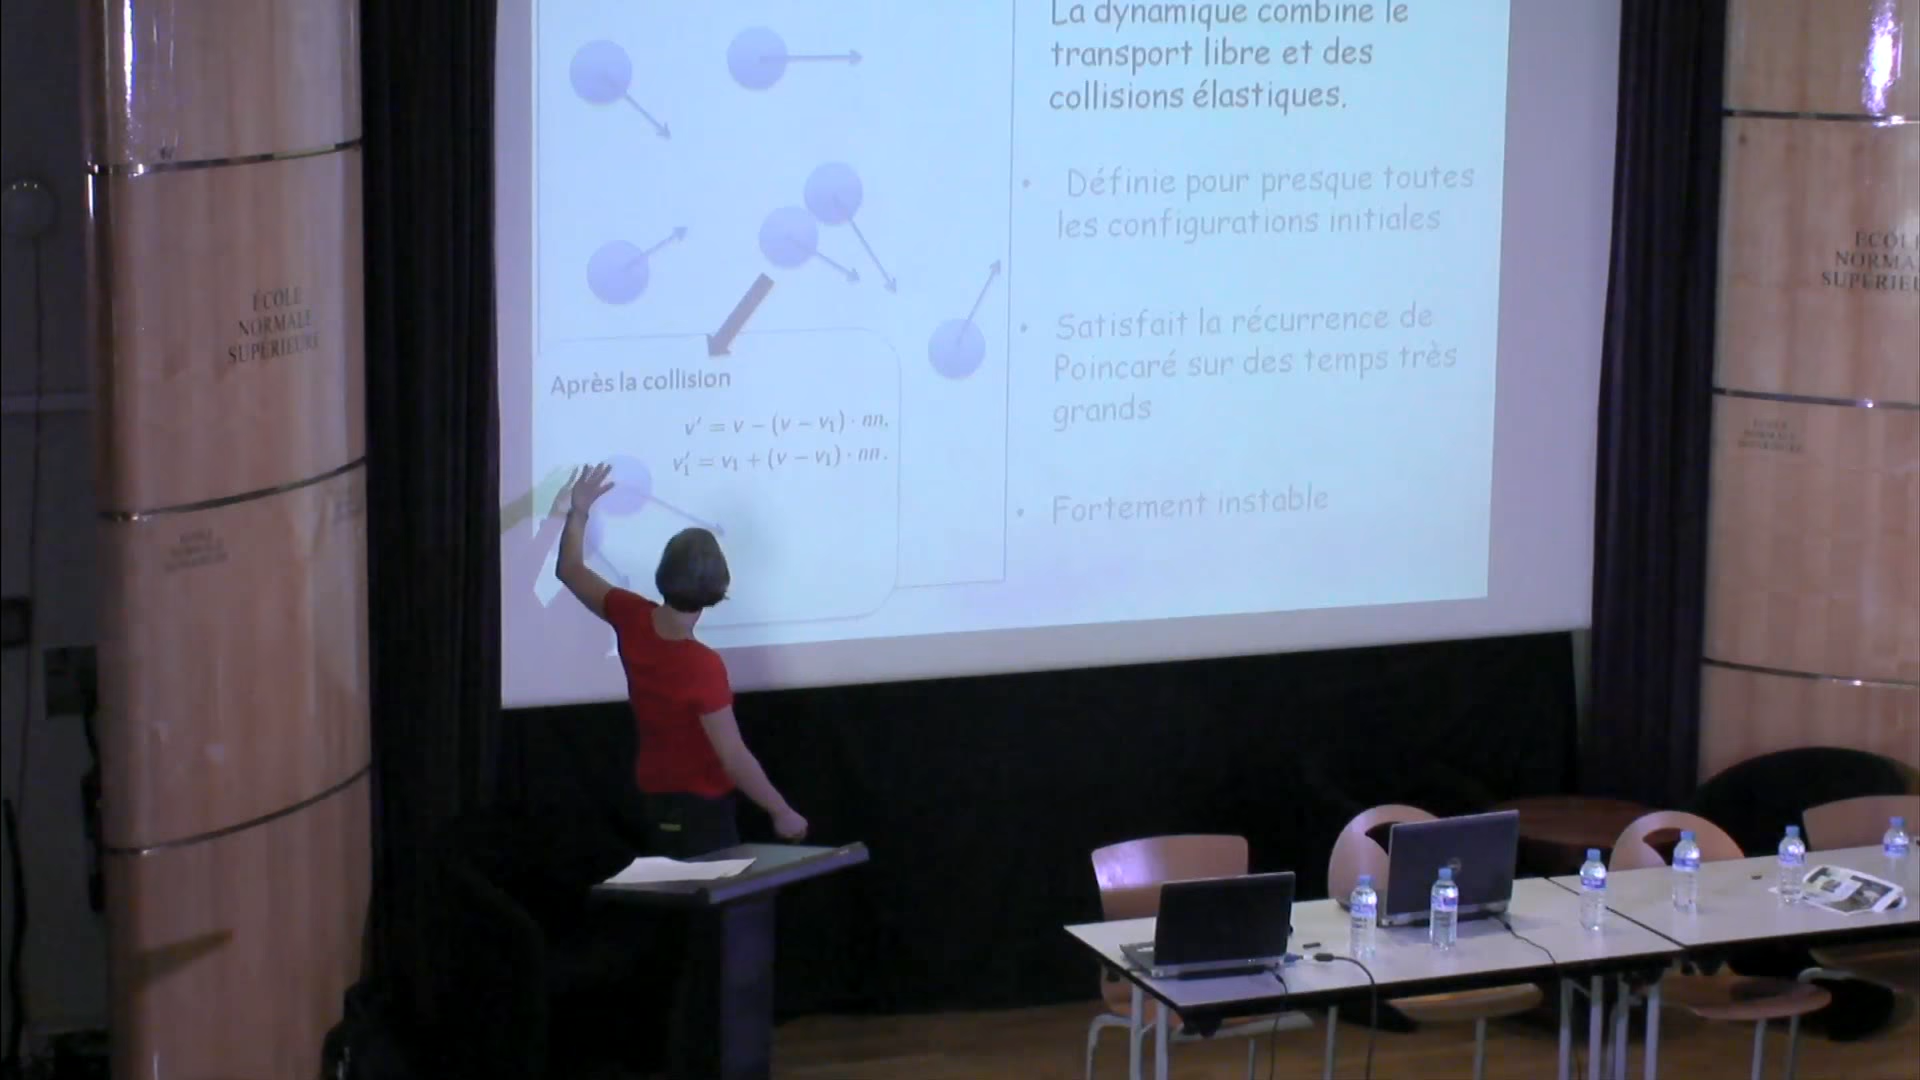 La dynamique combine le
transport libre et des
collisions élastiques.
• Définie pour presque toutes
les configurations initiales
• Satisfait la récurrence de
Poincaré sur des temps très
grands
• Fortement instable
Après la collision
v' = v − (v − v₁) · nn,
v₁' = v₁ + (v − v₁) · nn.
ÉCOLE
NORMALE
SUPÉRIEURE
ÉCOLE
NORMALE
SUPÉRIEU